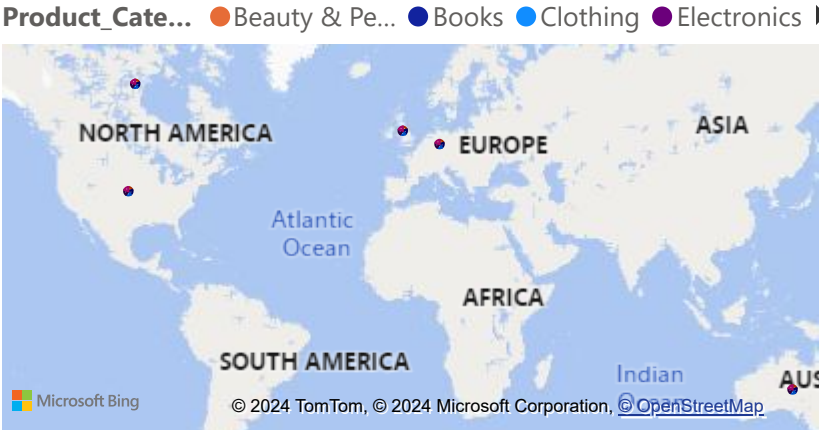 Product_Cate... Beauty & Pe... Books Clothing Electronics
NORTH AMERICA
ASIA
EUROPE
Atlantic
Ocean
AFRICA
SOUTH AMERICA
Indian
Ocean
AUS
Microsoft Bing
© 2024 TomTom, © 2024 Microsoft Corporation, © OpenStreetMap